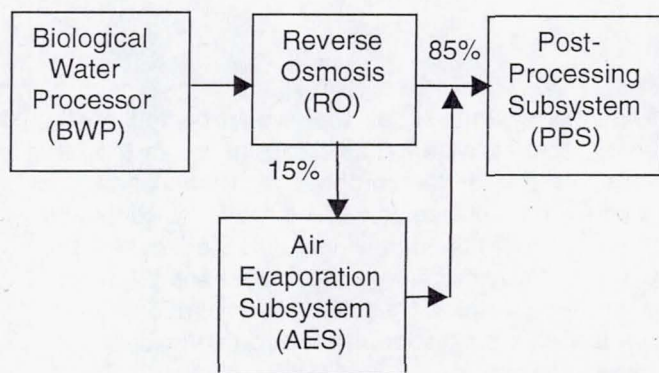 Biological
Water
Processor
(BWP)
Reverse
Osmosis
(RO)
85%
Post-
Processing
Subsystem
(PPS)
15%
Air
Evaporation
Subsystem
(AES)